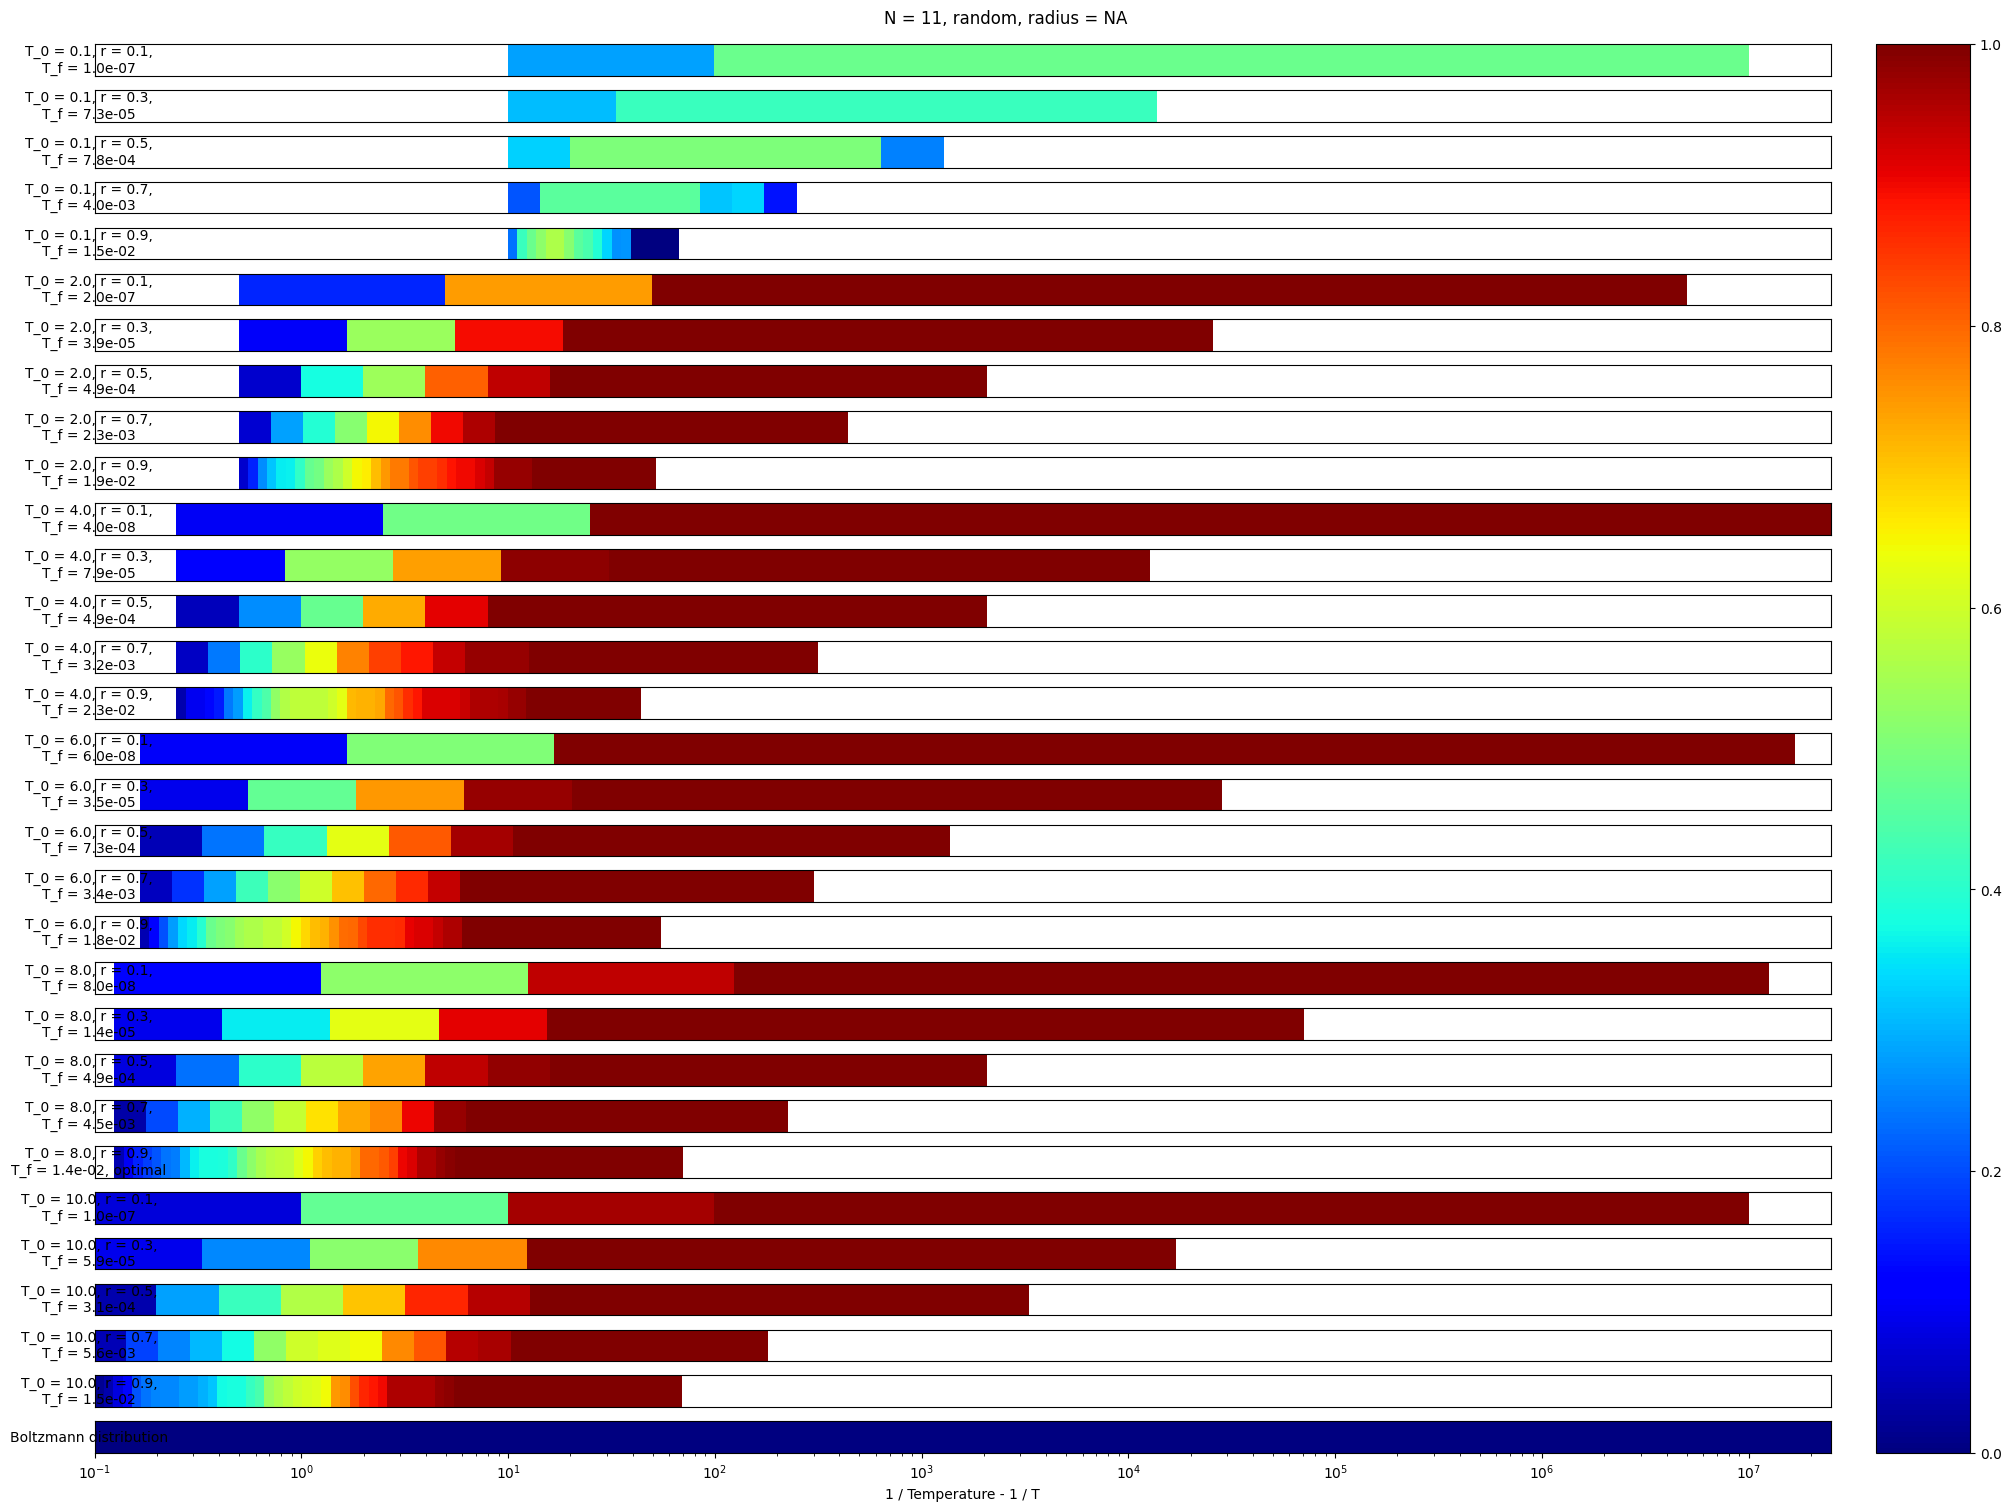 N = 11, random, radius = NA
T_0 = 0.1, r = 0.1,
T_f = 1.0e-07
T_0 = 0.1, r = 0.3,
T_f = 7.3e-05
T_0 = 0.1, r = 0.5,
T_f = 7.8e-04
T_0 = 0.1, r = 0.7,
T_f = 4.0e-03
T_0 = 0.1, r = 0.9,
T_f = 1.5e-02
T_0 = 2.0, r = 0.1,
T_f = 2.0e-07
T_0 = 2.0, r = 0.3,
T_f = 3.9e-05
T_0 = 2.0, r = 0.5,
T_f = 4.9e-04
T_0 = 2.0, r = 0.7,
T_f = 2.3e-03
T_0 = 2.0, r = 0.9,
T_f = 1.9e-02
T_0 = 4.0, r = 0.1,
T_f = 4.0e-08
T_0 = 4.0, r = 0.3,
T_f = 7.9e-05
T_0 = 4.0, r = 0.5,
T_f = 4.9e-04
T_0 = 4.0, r = 0.7,
T_f = 3.2e-03
T_0 = 4.0, r = 0.9,
T_f = 2.3e-02
T_0 = 6.0, r = 0.1,
T_f = 6.0e-08
T_0 = 6.0, r = 0.3,
T_f = 3.5e-05
T_0 = 6.0, r = 0.5,
T_f = 7.3e-04
T_0 = 6.0, r = 0.7,
T_f = 3.4e-03
T_0 = 6.0, r = 0.9,
T_f = 1.8e-02
T_0 = 8.0, r = 0.1,
T_f = 8.0e-08
T_0 = 8.0, r = 0.3,
T_f = 1.4e-05
T_0 = 8.0, r = 0.5,
T_f = 4.9e-04
T_0 = 8.0, r = 0.7,
T_f = 4.5e-03
T_0 = 8.0, r = 0.9,
T_f = 1.4e-02, optimal
T_0 = 10.0, r = 0.1,
T_f = 1.0e-07
T_0 = 10.0, r = 0.3,
T_f = 5.9e-05
T_0 = 10.0, r = 0.5,
T_f = 3.1e-04
T_0 = 10.0, r = 0.7,
T_f = 5.6e-03
T_0 = 10.0, r = 0.9,
T_f = 1.5e-02
Boltzmann distribution
10⁻¹ 10⁰ 10¹ 10² 10³ 10⁴ 10⁵ 10⁶ 10⁷
1 / Temperature - 1 / T
1.0
0.8
0.6
0.4
0.2
0.0